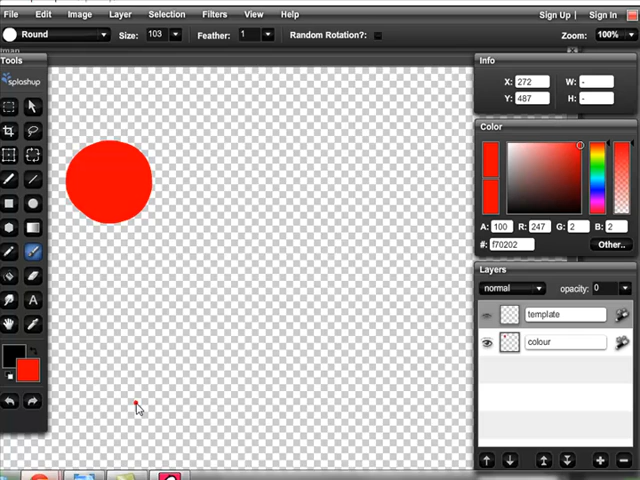 File Edit Image Layer Selection Filters View Help Sign Up Sign In
Round Size: 103 Feather: 1 Random Rotation? : Zoom: 100%
Tools
splashup
Info
X: 272 W: -
Y: 487 H: -
Color
A: 100 R: 247 G: 2 B: 2
#: f70202 Other..
Layers
normal opacity: 0
template
colour
A